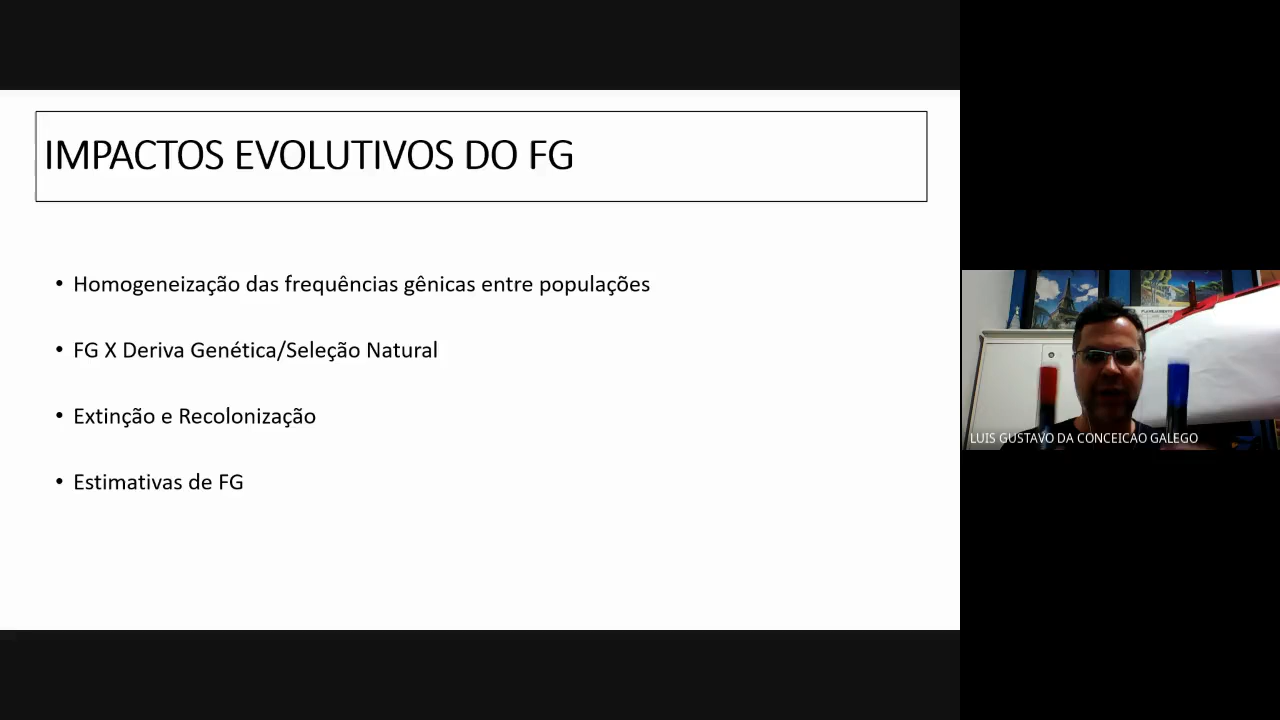 IMPACTOS EVOLUTIVOS DO FG
• Homogeneização das frequências gênicas entre populações
• FG X Deriva Genética/Seleção Natural
• Extinção e Recolonização
• Estimativas de FG
PLANEJAMENTO
LUIS GUSTAVO DA CONCEICAO GALEGO